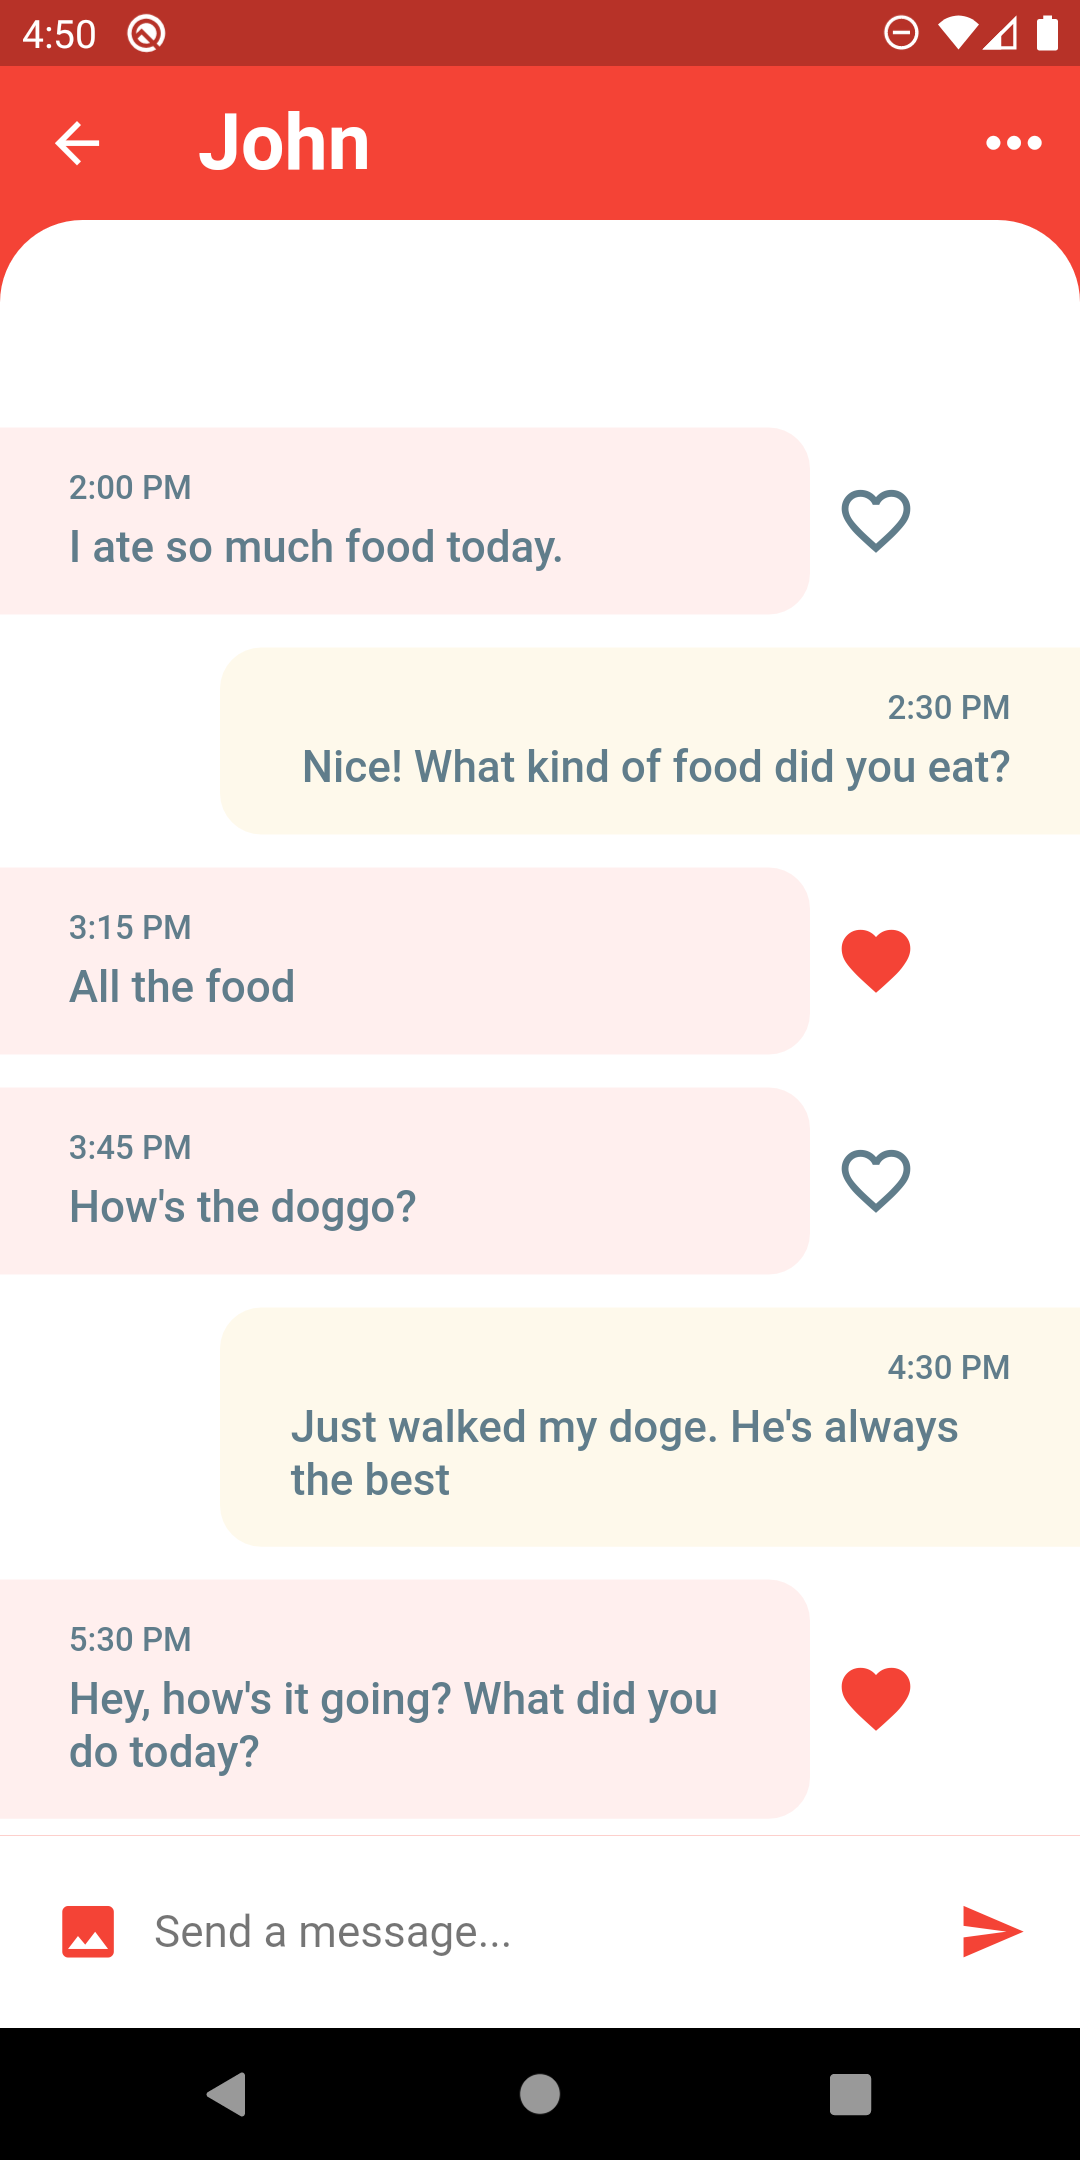 4:50
John
2:00 PM
I ate so much food today.
2:30 PM
Nice! What kind of food did you eat?
3:15 PM
All the food
3:45 PM
How's the doggo?
4:30 PM
Just walked my doge. He's always
the best
5:30 PM
Hey, how's it going? What did you
do today?
Send a message...